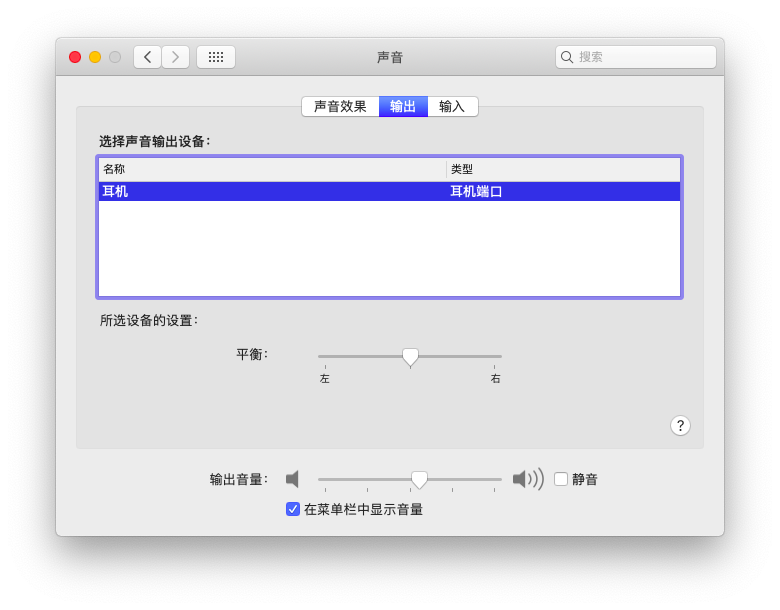 声音
搜索
声音效果 输出 输入
选择声音输出设备：
名称 类型
耳机 耳机端口
所选设备的设置：
平衡：
左 右
?
输出音量： 静音
在菜单栏中显示音量